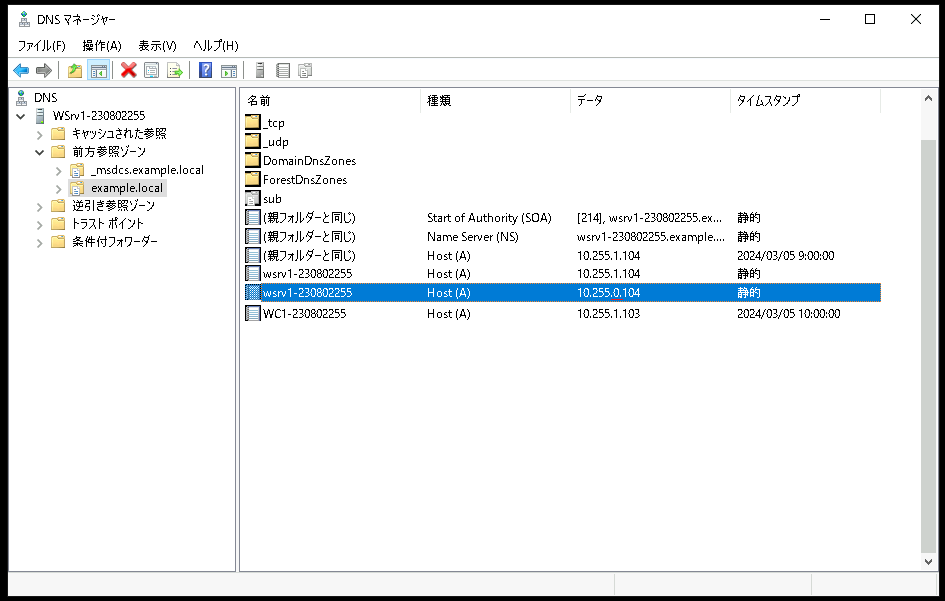 DNS マネージャー
ファイル(F) 操作(A) 表示(V) ヘルプ(H)
DNS
WSrv1-230802255
キャッシュされた参照
前方参照ゾーン
_msdcs.example.local
example.local
逆引き参照ゾーン
トラスト ポイント
条件付フォワーダー
名前 種類 データ タイムスタンプ
_tcp
_udp
DomainDnsZones
ForestDnsZones
sub
(親フォルダーと同じ) Start of Authority (SOA) [214], wsrv1-230802255.ex... 静的
(親フォルダーと同じ) Name Server (NS) wsrv1-230802255.example.... 静的
(親フォルダーと同じ) Host (A) 10.255.1.104 2024/03/05 9:00:00
wsrv1-230802255 Host (A) 10.255.1.104 静的
wsrv1-230802255 Host (A) 10.255.0.104 静的
WC1-230802255 Host (A) 10.255.1.103 2024/03/05 10:00:00